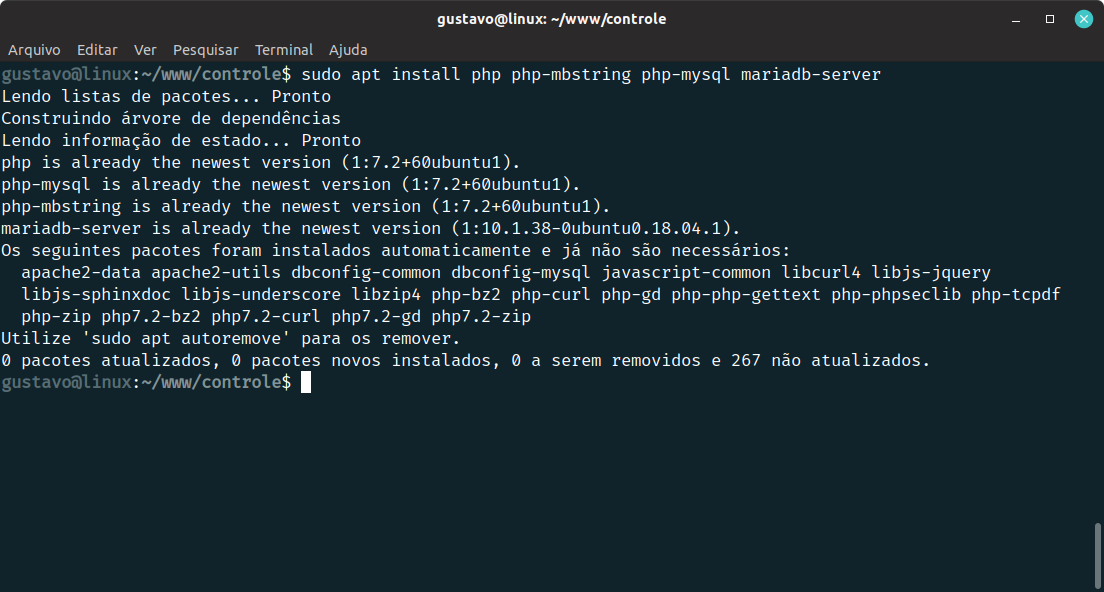 gustavo@linux: ~/www/controle
Arquivo Editar Ver Pesquisar Terminal Ajuda
gustavo@linux:~/www/controle$ sudo apt install php php-mbstring php-mysql mariadb-server
Lendo listas de pacotes... Pronto
Construindo árvore de dependências
Lendo informação de estado... Pronto
php is already the newest version (1:7.2+60ubuntu1).
php-mysql is already the newest version (1:7.2+60ubuntu1).
php-mbstring is already the newest version (1:7.2+60ubuntu1).
mariadb-server is already the newest version (1:10.1.38-0ubuntu0.18.04.1).
Os seguintes pacotes foram instalados automaticamente e já não são necessários:
  apache2-data apache2-utils dbconfig-common dbconfig-mysql javascript-common libcurl4 libjs-jquery
  libjs-sphinxdoc libjs-underscore libzip4 php-bz2 php-curl php-gd php-php-gettext php-phpseclib php-tcpdf
  php-zip php7.2-bz2 php7.2-curl php7.2-gd php7.2-zip
Utilize 'sudo apt autoremove' para os remover.
0 pacotes atualizados, 0 pacotes novos instalados, 0 a serem removidos e 267 não atualizados.
gustavo@linux:~/www/controle$